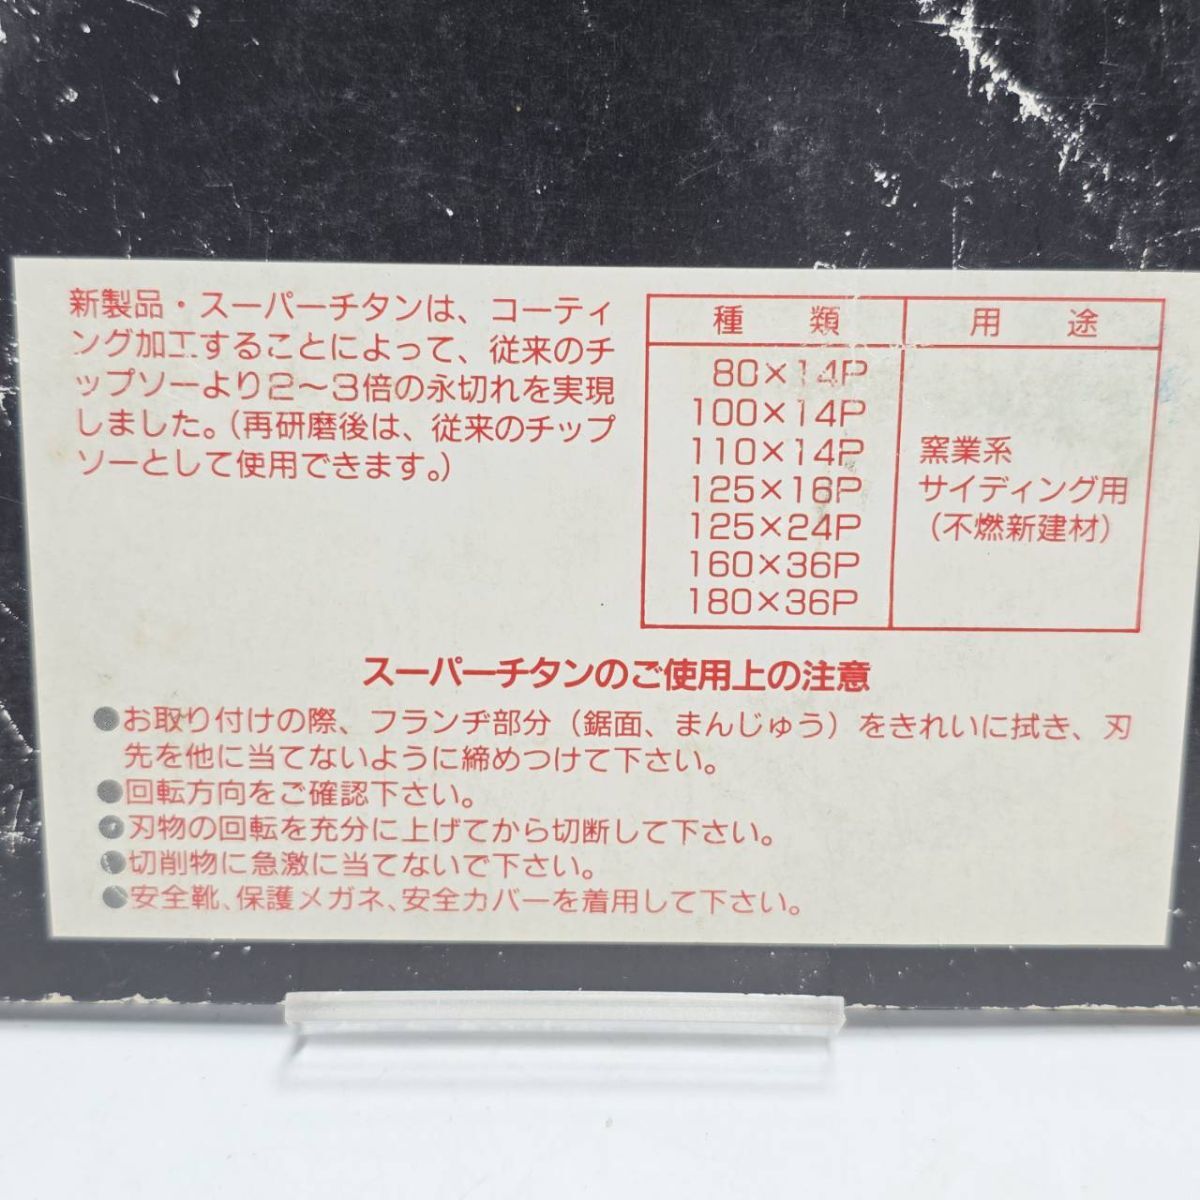 新製品・スーパーチタンは、コーティ
ング加工することによって、従来のチ
ップソーより2〜3倍の永切れを実現
しました。(再研磨後は、従来のチップ
ソーとして使用できます。)
種 類 用 途
80×14P
100×14P
110×14P
125×16P
125×24P
160×36P
180×36P
窯業系
サイディング用
(不燃新建材)
スーパーチタンのご使用上の注意
●お取り付けの際、フランヂ部分(鋸面、まんじゅう)をきれいに拭き、刃
先を他に当てないように締めつけて下さい。
●回転方向をご確認下さい。
●刃物の回転を充分に上げてから切断して下さい。
●切削物に急激に当てないで下さい。
●安全靴、保護メガネ、安全カバーを着用して下さい。